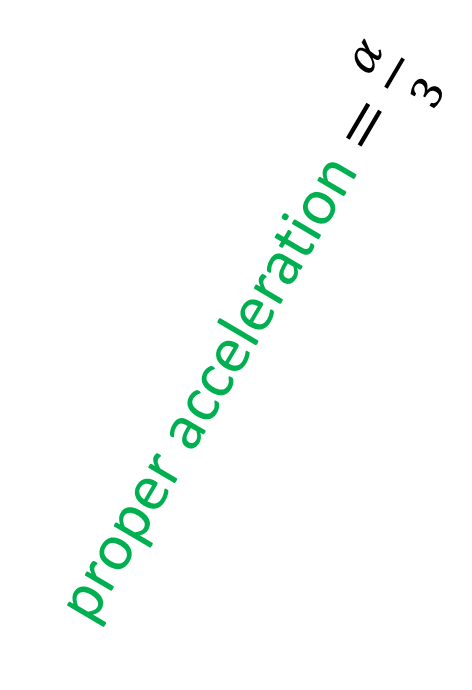 proper acceleration = α/3